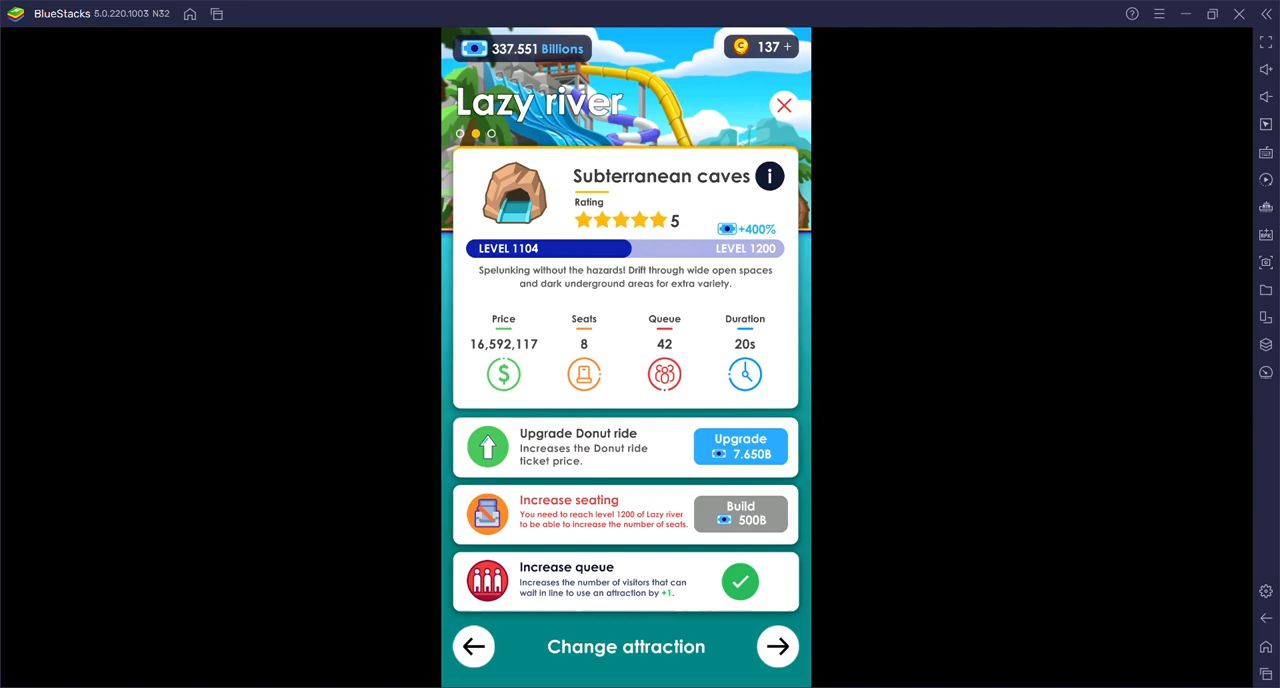 BlueStacks 5.0.220.1003 N32
337.551 Billions
C 137 +
Lazy river
Subterranean caves i
Rating
5
+400%
LEVEL 1104 LEVEL 1200
Spelunking without the hazards! Drift through wide open spaces
and dark underground areas for extra variety.
Price Seats Queue Duration
16,592,117 8 42 20s
$
Upgrade Donut ride
Increases the Donut ride
ticket price.
Upgrade
7.650B
Increase seating
You need to reach level 1200 of Lazy river
to be able to increase the number of seats.
Build
500B
Increase queue
Increases the number of visitors that can
wait in line to use an attraction by +1.
Change attraction